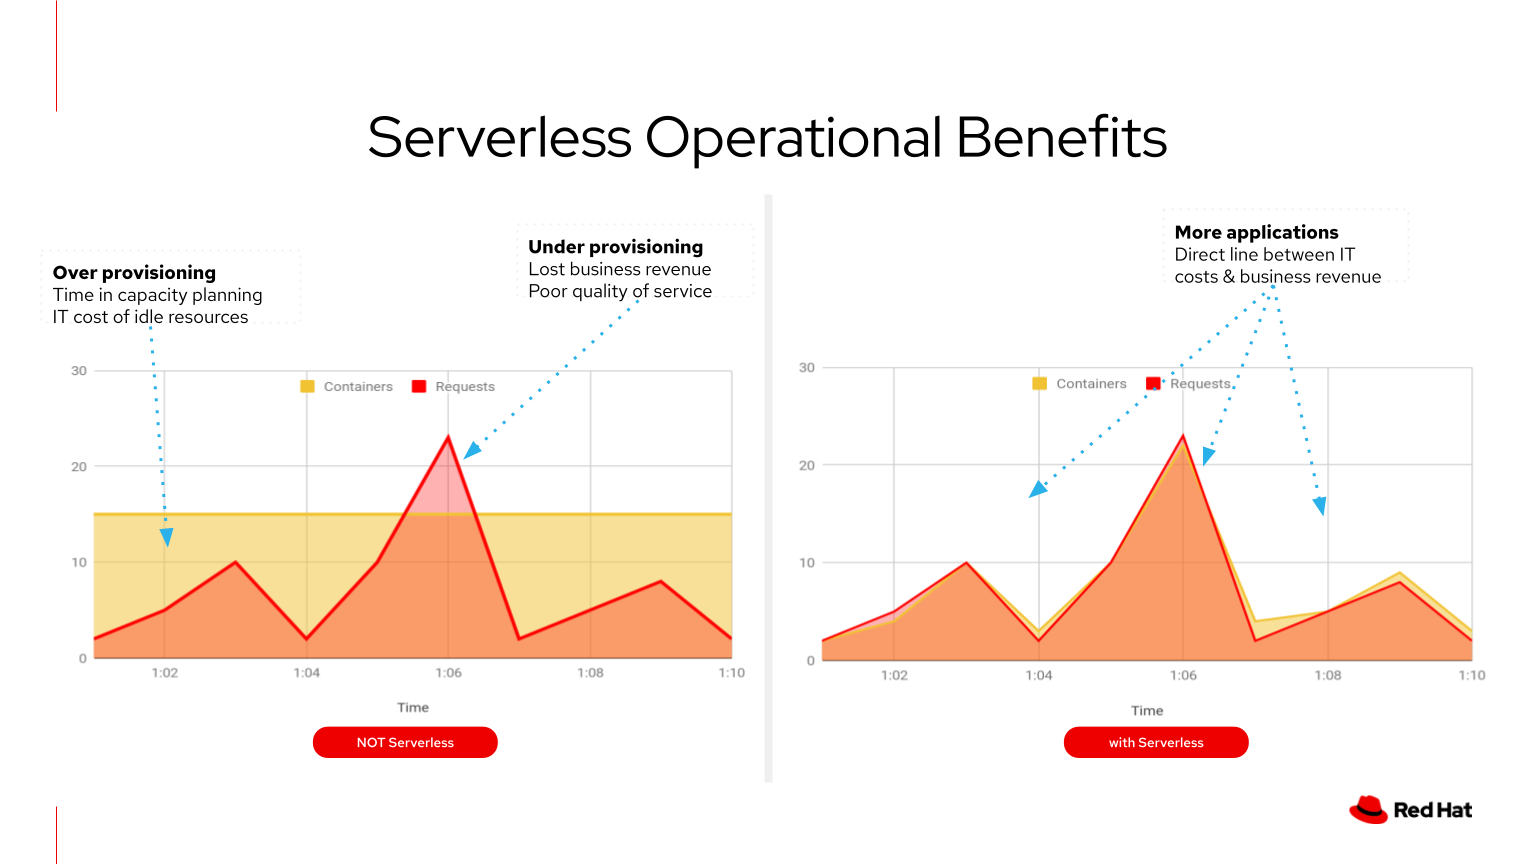 Serverless Operational Benefits
Over provisioning
Time in capacity planning
IT cost of idle resources
Under provisioning
Lost business revenue
Poor quality of service
30
Containers
Requests
20
10
0
1:02
1:04
1:06
1:08
1:10
Time
NOT Serverless
More applications
Direct line between IT
costs & business revenue
30
Containers
Requests
20
10
0
1:02
1:04
1:06
1:08
1:10
Time
with Serverless
Red Hat